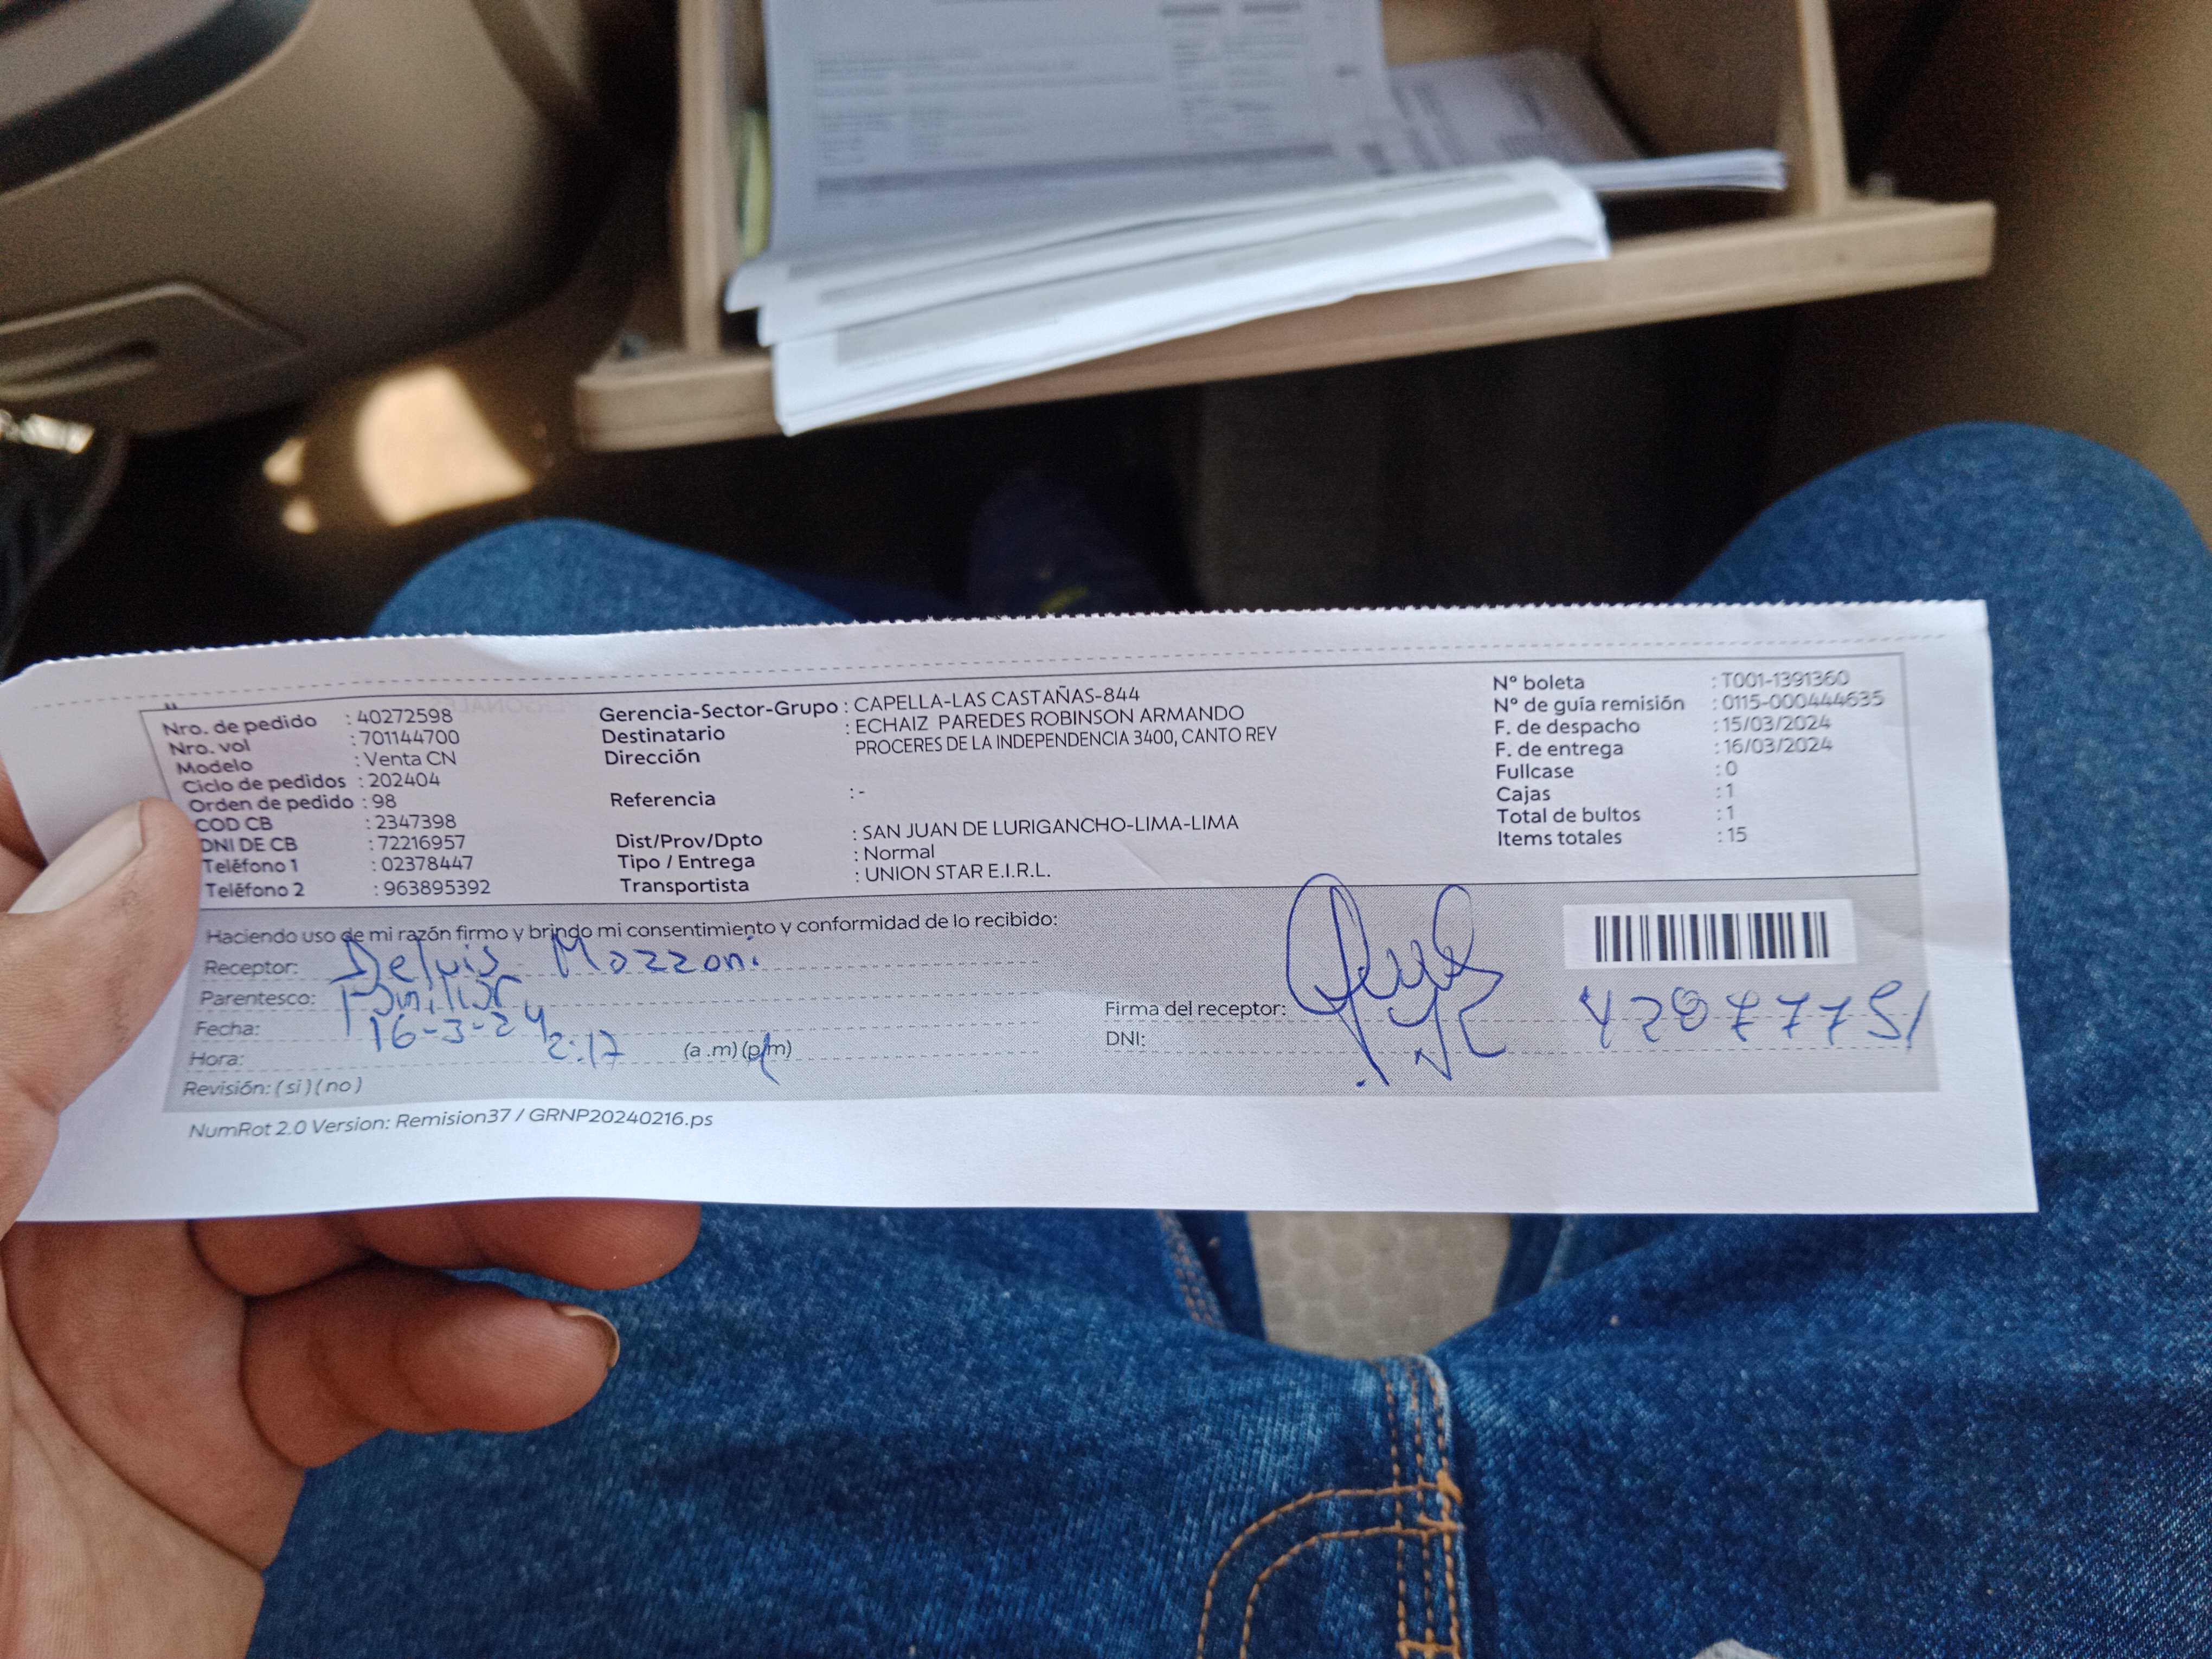 Nro. de pedido : 40272598
Nro. vol : 701144700
Modelo : Venta CN
Ciclo de pedidos : 202404
Orden de pedido : 98
COD CB : 2347398
DNI DE CB : 72216957
Teléfono 1 : 02378447
Teléfono 2 : 963895392
Gerencia-Sector-Grupo : CAPELLA-LAS CASTAÑAS-844
Destinatario : ECHAIZ PAREDES ROBINSON ARMANDO
Dirección PROCERES DE LA INDEPENDENCIA 3400, CANTO REY
Referencia : -
Dist/Prov/Dpto : SAN JUAN DE LURIGANCHO-LIMA-LIMA
Tipo / Entrega : Normal
Transportista : UNION STAR E.I.R.L.
N° boleta : T001-1391360
N° de guía remisión : 0115-000444635
F. de despacho : 15/03/2024
F. de entrega : 16/03/2024
Fullcase : 0
Cajas : 1
Total de bultos : 1
Items totales : 15
Haciendo uso de mi razón firmo y brindo mi consentimiento y conformidad de lo recibido:
Receptor: Deluis Mozzoni
Parentesco: Familiar
Fecha: 16-3-24
Hora: 2:17 (a .m) (p/m)
Revisión: ( si ) ( no )
Firma del receptor:
DNI: 42877751
NumRot 2.0 Version: Remision37 / GRNP20240216.ps